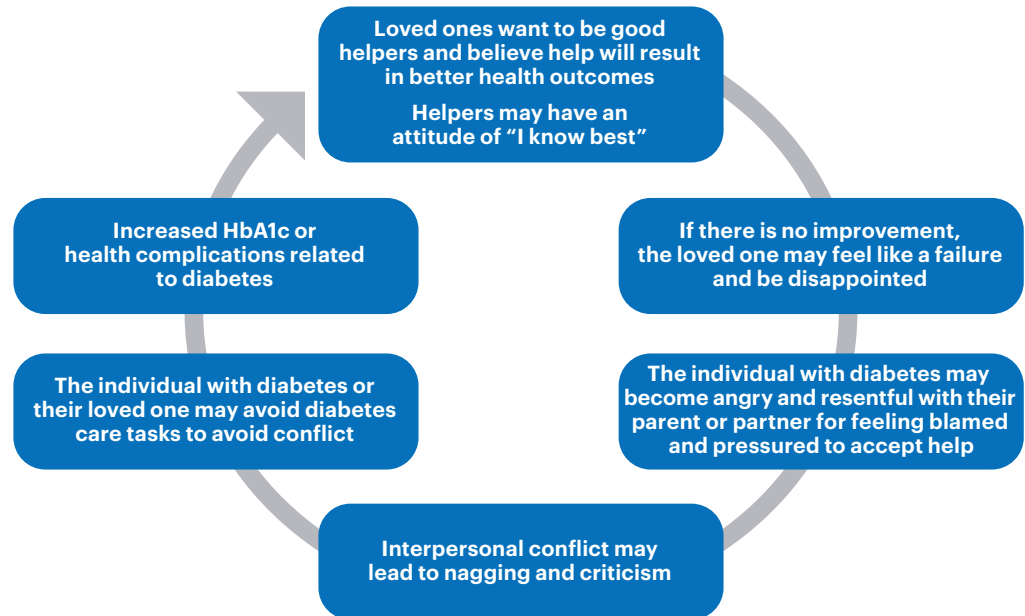 Loved ones want to be good
helpers and believe help will result
in better health outcomes
Helpers may have an
attitude of “I know best”
If there is no improvement,
the loved one may feel like a failure
and be disappointed
The individual with diabetes may
become angry and resentful with their
parent or partner for feeling blamed
and pressured to accept help
Interpersonal conflict may
lead to nagging and criticism
The individual with diabetes or
their loved one may avoid diabetes
care tasks to avoid conflict
Increased HbA1c or
health complications related
to diabetes